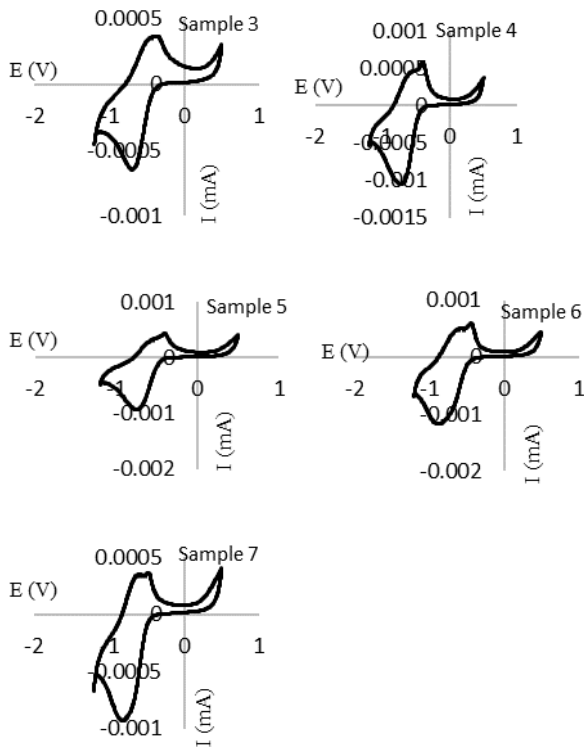 0.0005 Sample 3
E (V)
0
-2 -1 0 1
-0.0005
-0.001
I (mA)
0.001
Sample 4
E (V)
0.0005
0
-2 -1 0 1
-0.0005
-0.001
-0.0015
I (mA)
0.001
Sample 5
E (V)
0
-2 -1 0 1
-0.001
-0.002
I (mA)
0.001
Sample 6
E (V)
0
-2 -1 0 1
-0.001
-0.002
I (mA)
0.0005 Sample 7
E (V)
0
-2 -1 0 1
-0.0005
-0.001
I (mA)